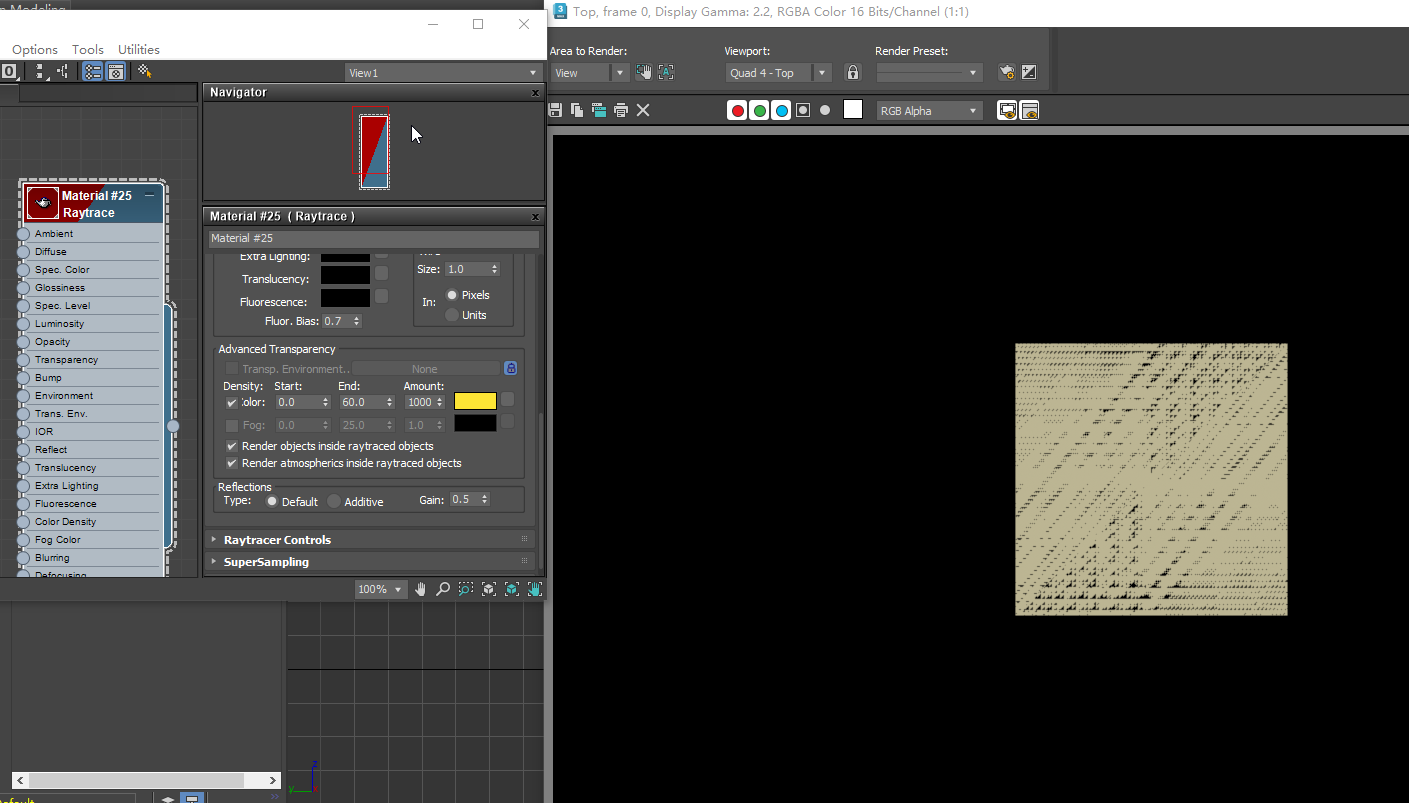 Modeling
Top, frame 0, Display Gamma: 2.2, RGBA Color 16 Bits/Channel (1:1)
Options Tools Utilities
Area to Render:
Viewport:
Render Preset:
0
View1
View
Quad 4 - Top
Navigator
RGB Alpha
Material #25
Raytrace
Ambient
Diffuse
Spec. Color
Glossiness
Spec. Level
Luminosity
Opacity
Transparency
Bump
Environment
Trans. Env.
IOR
Reflect
Translucency
Extra Lighting
Fluorescence
Color Density
Fog Color
Blurring
Defocusing
Material #25 ( Raytrace )
Material #25
Extra Lighting:
Translucency:
Fluorescence:
Fluor. Bias: 0.7
Size: 1.0
In: Pixels
Units
Advanced Transparency
Transp. Environment.. None
Density: Start: End: Amount:
:olor: 0.0 60.0 1000
Fog: 0.0 25.0 1.0
Render objects inside raytraced objects
Render atmospherics inside raytraced objects
Reflections
Type: Default Additive Gain: 0.5
Raytracer Controls
SuperSampling
100%
z
y